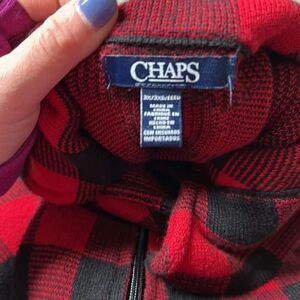 CHAPS
MADE IN
CHINA
FABRIQUE EN
CHINE
HECHO EN
CHINA
CON INSUMOS
IMPORTADOS